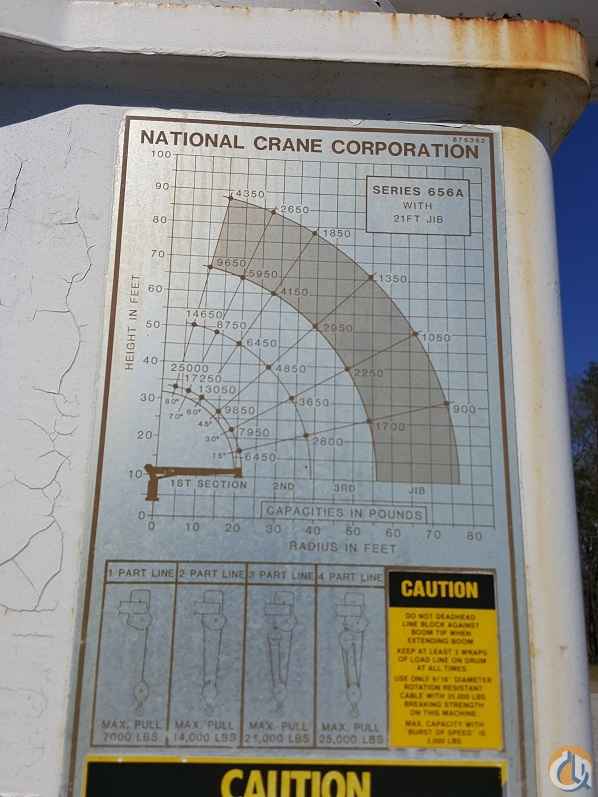 NATIONAL CRANE CORPORATION
SERIES 656A
WITH
21FT JIB
HEIGHT IN FEET
100
90
80
70
60
50
40
30
20
10
0
4350
2650
1850
1350
1050
900
9650
5950
4150
2950
2250
1700
14650
8750
6450
4850
3650
2800
25000
17250
13050
9850
7950
6450
1ST SECTION
2ND
3RD
JIB
CAPACITIES IN POUNDS
0
10
20
30
40
50
60
70
80
RADIUS IN FEET
1 PART LINE
2 PART LINE
3 PART LINE
4 PART LINE
MAX. PULL
7000 LBS
MAX. PULL
14,000 LBS
MAX. PULL
21,000 LBS
MAX. PULL
25,000 LBS
CAUTION
DO NOT DEADHEAD
LINE BLOCK AGAINST
BOOM TIP WHEN
EXTENDING BOOM
KEEP AT LEAST 3 WRAPS
OF LOAD LINE ON DRUM
AT ALL TIMES.
USE ONLY 9/16" DIAMETER
ROTATION RESISTANT
CABLE WITH 35,000 LBS
BREAKING STRENGTH
ON THIS MACHINE.
MAX. CAPACITY WITH
"BURST OF SPEED" IS
CAUTION